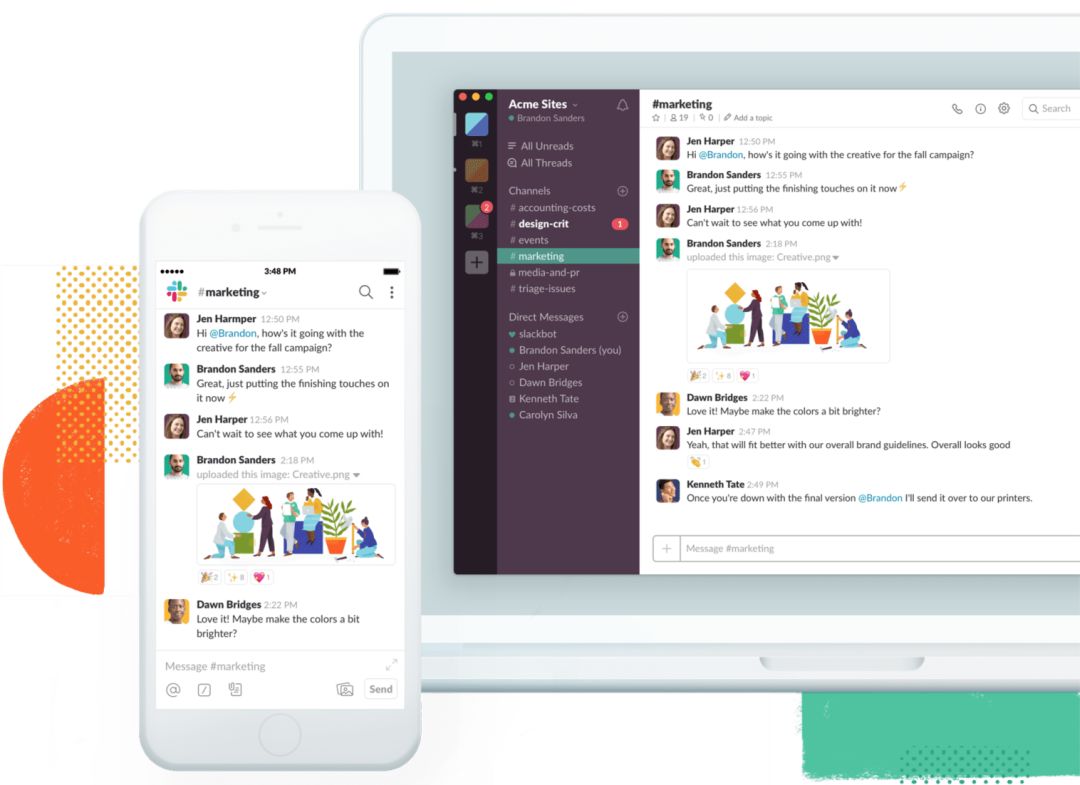 3:48 PM
#marketing
Jen Harmper 12:50 PM
Hi @Brandon, how's it going with the
creative for the fall campaign?
Brandon Sanders 12:55 PM
Great, just putting the finishing touches on
it now⚡
Jen Harper 12:56 PM
Can't wait to see what you come up with!
Brandon Sanders 2:18 PM
uploaded this image: Creative.png
🎉 2 ✨ 8 💖 1
Dawn Bridges 2:22 PM
Love it! Maybe make the colors a bit
brighter?
Message #marketing
@
Send
⌘1
⌘2
2
⌘3
+
Acme Sites
Brandon Sanders
All Unreads
All Threads
Channels
# accounting-costs
# design-crit 1
# events
# marketing
media-and-pr
# triage-issues
Direct Messages
slackbot
Brandon Sanders (you)
Jen Harper
Dawn Bridges
Kenneth Tate
Carolyn Silva
#marketing
19 | 0 | Add a topic
Search
Jen Harper 12:50 PM
Hi @Brandon, how's it going with the creative for the fall campaign?
Brandon Sanders 12:55 PM
Great, just putting the finishing touches on it now⚡
Jen Harper 12:56 PM
Can't wait to see what you come up with!
Brandon Sanders 2:18 PM
uploaded this image: Creative.png
🎉 2 ✨ 8 💖 1
Dawn Bridges 2:22 PM
Love it! Maybe make the colors a bit brighter?
Jen Harper 2:47 PM
Yeah, that will fit better with our overall brand guidelines. Overall looks good
👏 1
Kenneth Tate 2:49 PM
Once you're down with the final version @Brandon I'll send it over to our printers.
+ Message #marketing